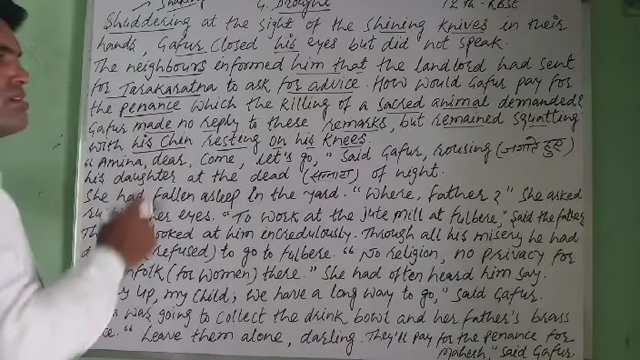 G. Drought 12th-RBSE
Shuddering at the sight of the shining knives in their
hands, Gafur closed his eyes but did not speak.
The neighbours informed him that the landlord had sent
for Tarakaratna to ask for advice. How would Gafur pay for
the penance which the killing of a sacred animal demanded?
Gafur made no reply to these remarks, but remained squatting
with his chin resting on his knees.
"Amina, dear, come, let's go," said Gafur, rousing
his daughter at the dead of night.
She had fallen asleep in the yard. "Where, father?" She asked
her eyes. "To work at the jute mill at fulbere," said the father
looked at him incredulously. Through all his misery he had
(refused) to go to fulbere. "No religion, no privacy for
folk (for women) there." She had often heard him say.
up, my child; we have a long way to go," said Gafur.
was going to collect the drink bowl and her father's brass
"Leave them alone, darling. They'll pay for the penance for
Mahesh," said Gafur.